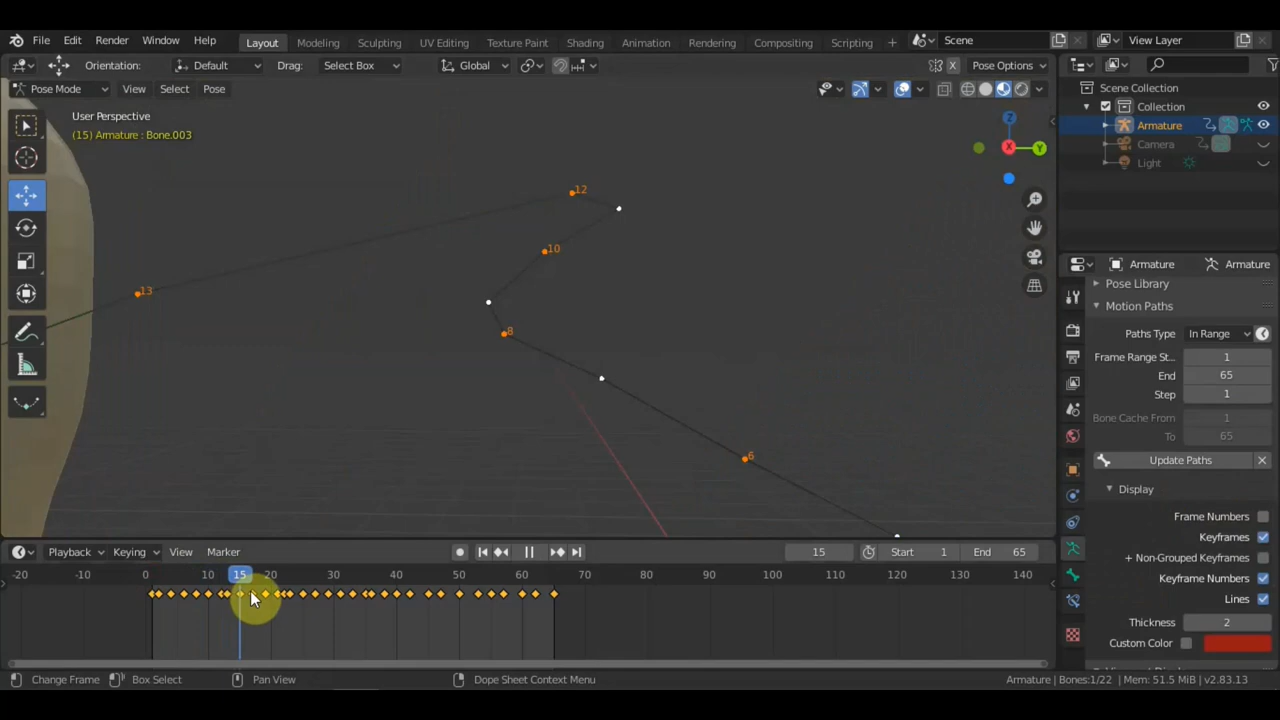 File Edit Render Window Help Layout Modeling Sculpting UV Editing Texture Paint Shading Animation Rendering Compositing Scripting + Scene View Layer
Orientation: Default Drag: Select Box Global X Pose Options
Pose Mode View Select Pose
Scene Collection
Collection
Armature
Camera
Light
User Perspective
(15) Armature : Bone.003
Z
X
Y
12
10
13
8
6
Armature Armature
Pose Library
Motion Paths
Paths Type In Range
Frame Range St... 1
End 65
Step 1
Bone Cache From 1
To 65
Update Paths
Display
Frame Numbers
Keyframes
+ Non-Grouped Keyframes
Keyframe Numbers
Lines
Thickness 2
Custom Color
Playback Keying View Marker 15 Start 1 End 65
-20 -10 0 10 15 20 30 40 50 60 70 80 90 100 110 120 130 140
Change Frame Box Select Pan View Dope Sheet Context Menu Armature | Bones:1/22 | Mem: 51.5 MiB | v2.83.13